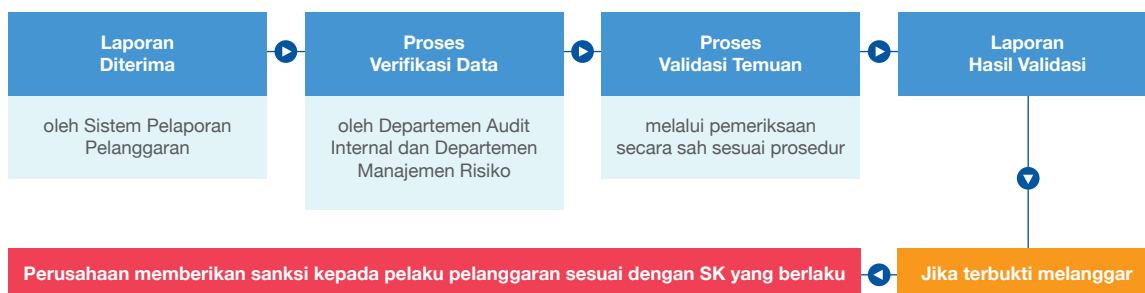 Laporan
Diterima
oleh Sistem Pelaporan
Pelanggaran
Proses
Verifikasi Data
oleh Departemen Audit
Internal dan Departemen
Manajemen Risiko
Proses
Validasi Temuan
melalui pemeriksaan
secara sah sesuai prosedur
Laporan
Hasil Validasi
Jika terbukti melanggar
Perusahaan memberikan sanksi kepada pelaku pelanggaran sesuai dengan SK yang berlaku